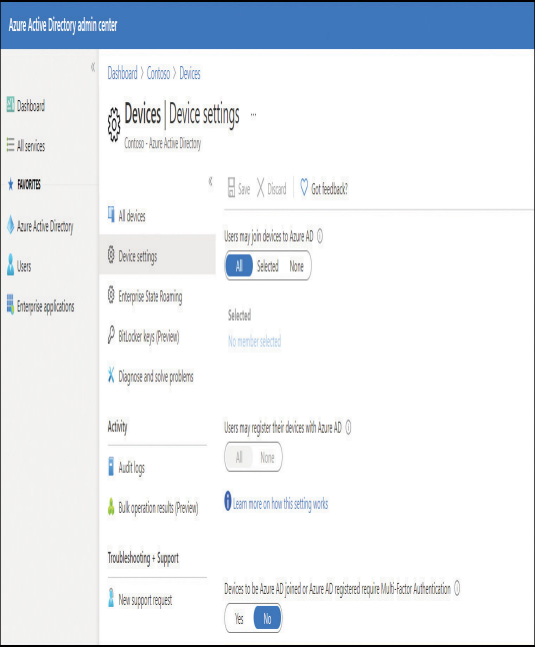 Azure Active Directory admin center
«
Dashboard
All services
FAVORITES
Azure Active Directory
Users
Enterprise applications
Dashboard > Contoso > Devices
Devices | Device settings ...
Contoso - Azure Active Directory
«
All devices
Device settings
Enterprise State Roaming
BitLocker keys (Preview)
Diagnose and solve problems
Activity
Audit logs
Bulk operation results (Preview)
Troubleshooting + Support
New support request
Save Discard Got feedback?
Users may join devices to Azure AD
All Selected None
Selected
No member selected
Users may register their devices with Azure AD
All None
Learn more on how this setting works
Devices to be Azure AD joined or Azure AD registered require Multi-Factor Authentication
Yes No